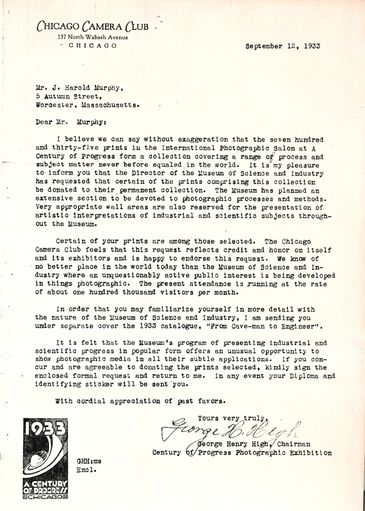 CHICAGO CAMERA CLUB
137 North Wabash Avenue
CHICAGO
September 12, 1933
Mr. J. Harold Murphy,
5 Autumn Street,
Worcester, Massachusetts.
Dear Mr. Murphy:
I believe we can say without exaggeration that the seven hundred
and thirty-five prints in the International Photographic Salon at A
Century of Progress form a collection covering a range of process and
subject matter never before equaled in the world. It is my pleasure
to inform you that the Director of the Museum of Science and Industry
has requested that certain of the prints comprising this collection
be donated to their permanent collection. The Museum has planned an
extensive section to be devoted to photographic processes and methods.
Very appropriate wall areas are also reserved for the presentation of
artistic interpretations of industrial and scientific subjects through-
out the Museum.
Certain of your prints are among those selected. The Chicago
Camera Club feels that this request reflects credit and honor on itself
and its exhibitors and is happy to endorse this request. We know of
no better place in the world today than the Museum of Science and In-
dustry where an unquestionably active public interest is being developed
in things photographic. The present attendance is running at the rate
of about one hundred thousand visitors per month.
In order that you may familiarize yourself in more detail with
the nature of the Museum of Science and Industry, I am sending you
under separate cover the 1933 catalogue, "From Cave-man to Engineer".
It is felt that the Museum's program of presenting industrial and
scientific progress in popular form offers an unusual opportunity to
show photographic media in all their subtle applications. If you con-
cur and are agreeable to donating the prints selected, kindly sign the
enclosed formal request and return to me. In any event your Diploma and
identifying sticker will be sent you.
With cordial appreciation of past favors.
Yours very truly,
George H. High
George Henry High, Chairman
Century of Progress Photographic Exhibition
1933
A CENTURY
OF PROGRESS
CHICAGO
GHH:ms
Encl.